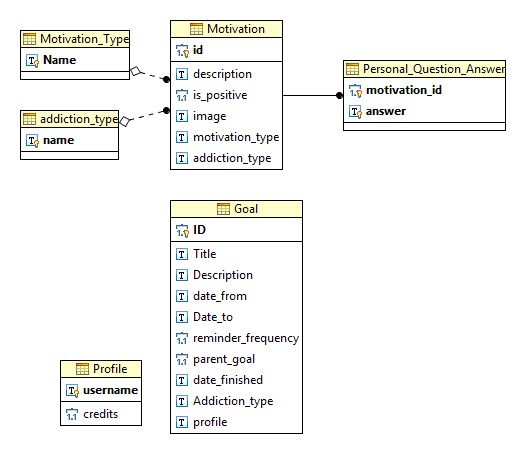 Motivation_Type
Name
addiction_type
name
Motivation
id
description
is_positive
image
motivation_type
addiction_type
Personal_Question_Answer
motivation_id
answer
Goal
ID
Title
Description
date_from
Date_to
reminder_frequency
parent_goal
date_finished
Addiction_type
profile
Profile
username
credits